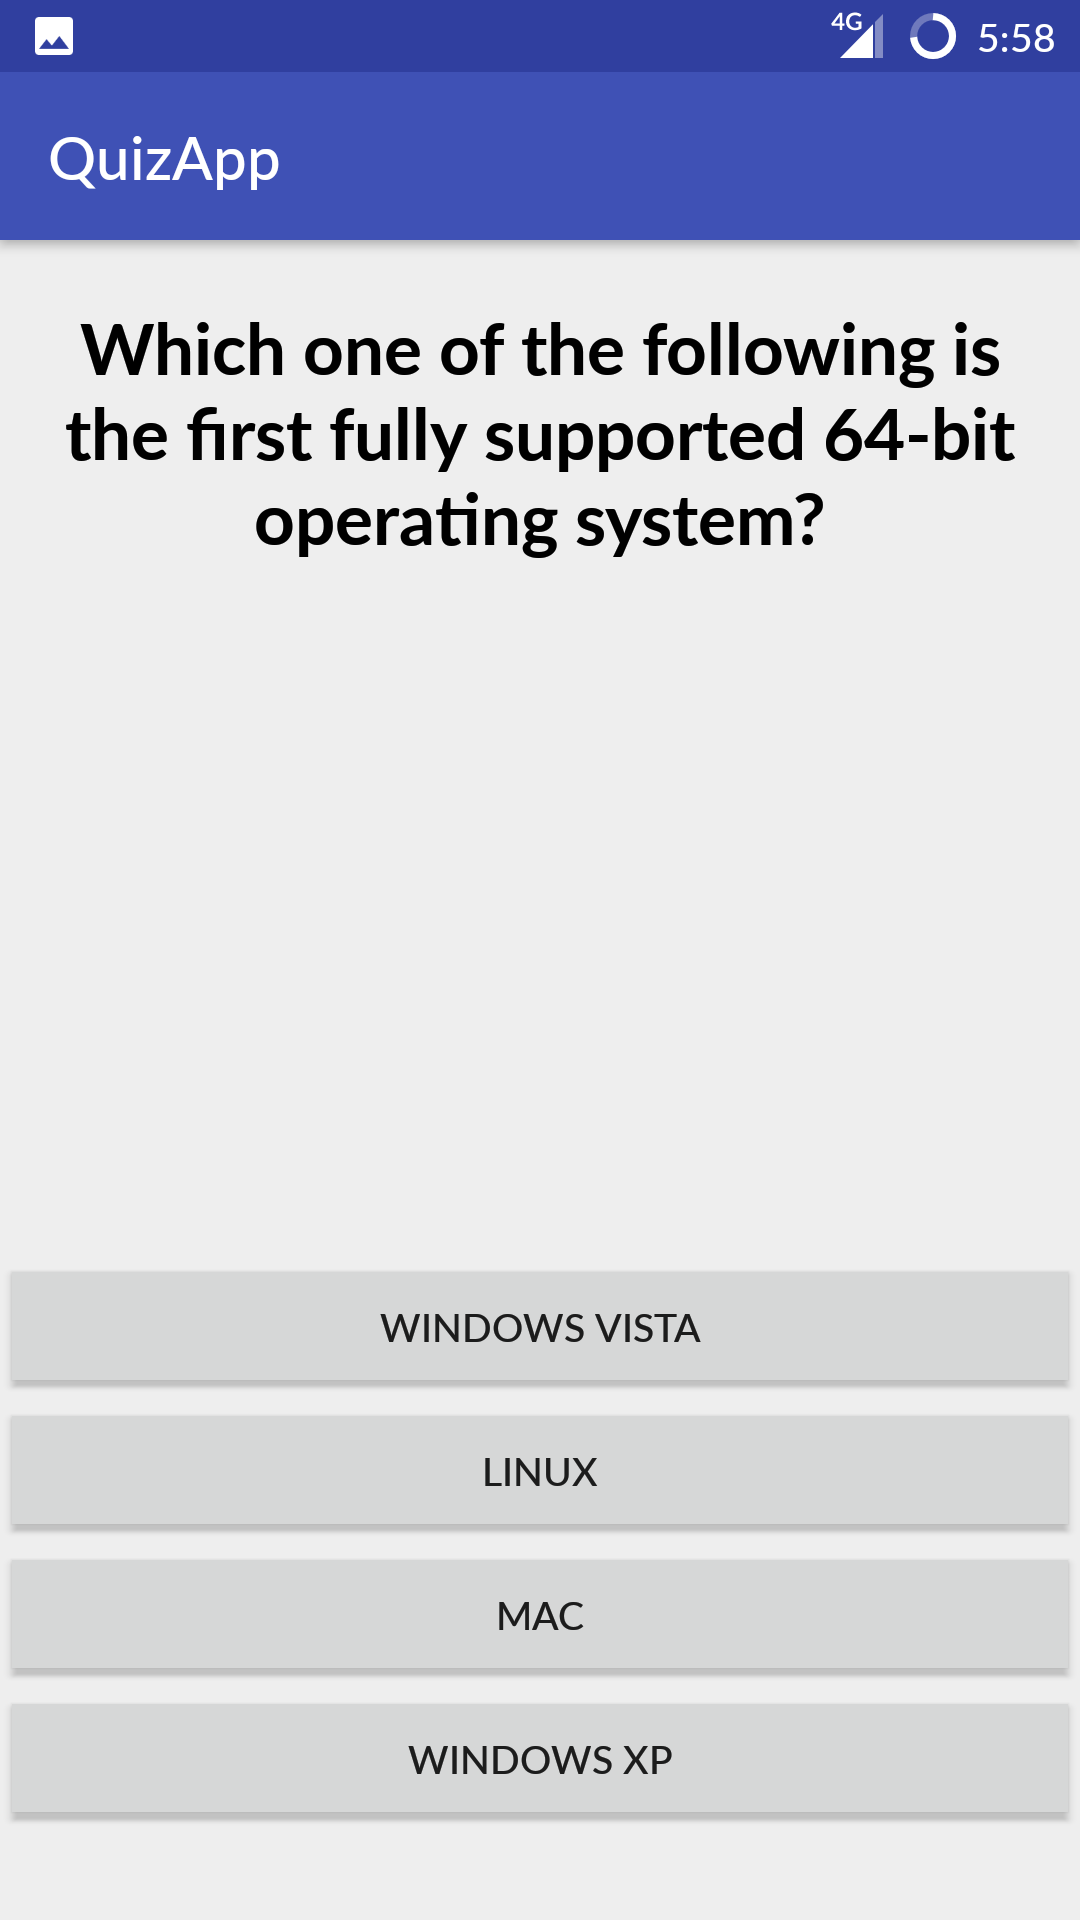 4G 5:58
QuizApp
Which one of the following is
the first fully supported 64-bit
operating system?
WINDOWS VISTA
LINUX
MAC
WINDOWS XP